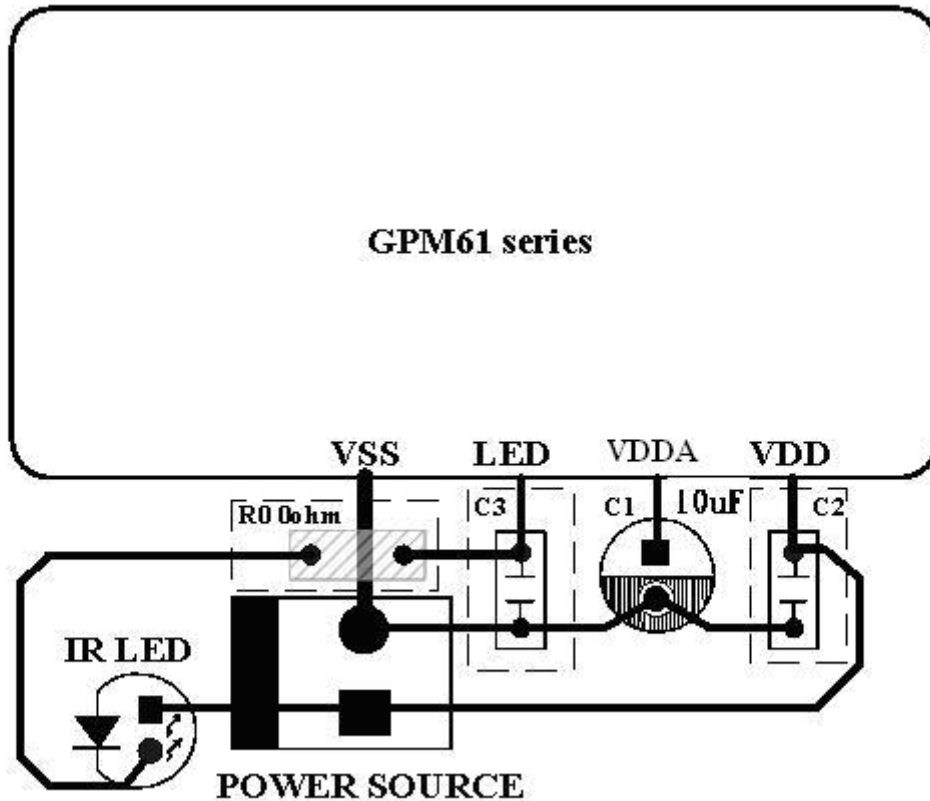 GPM61 series
VSS LED VDDA VDD
R0 0ohm C3 C1 10uF C2
IR LED
POWER SOURCE